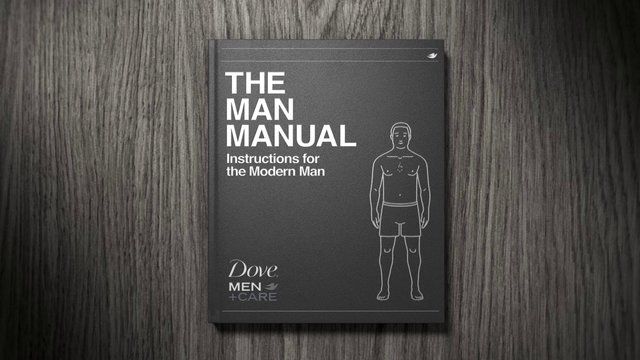 THE
MAN
MANUAL
Instructions for
the Modern Man
Dove
MEN
+CARE